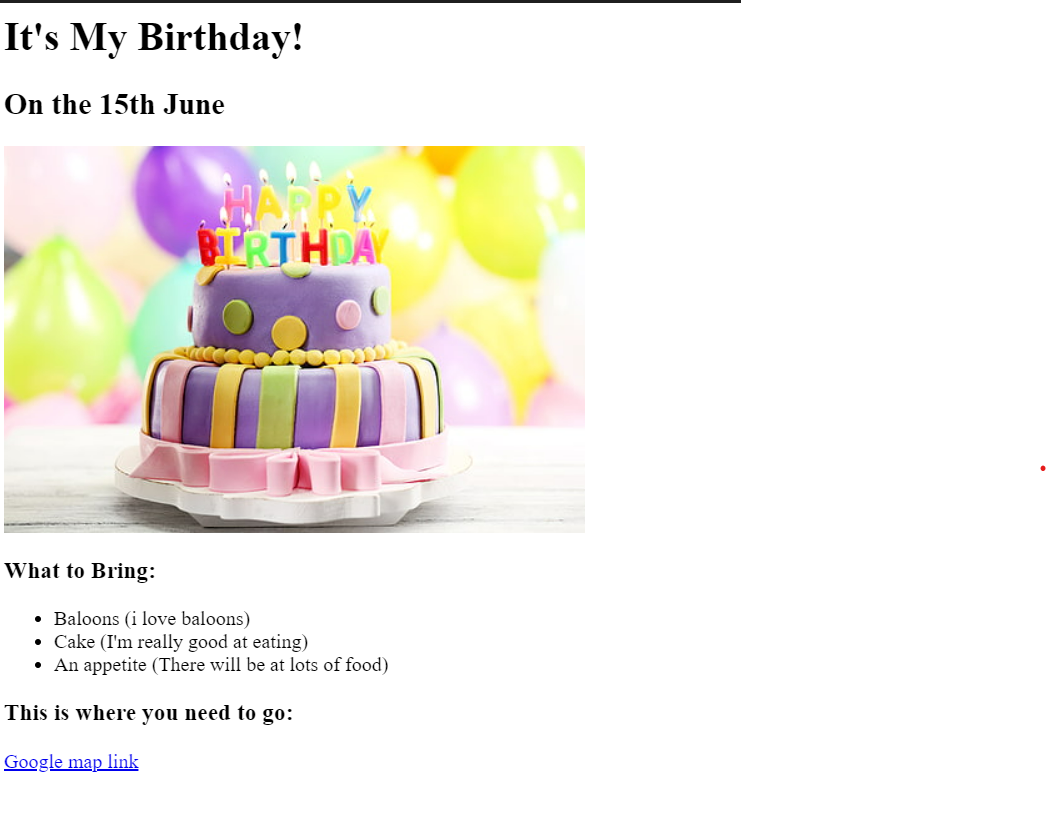 It's My Birthday!
On the 15th June
HAPPY
BIRTHDAY
What to Bring:
Baloons (i love baloons)
Cake (I'm really good at eating)
An appetite (There will be at lots of food)
This is where you need to go:
Google map link